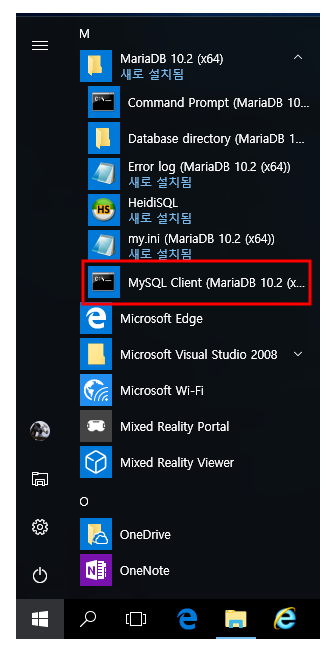 M
MariaDB 10.2 (x64)
새로 설치됨
Command Prompt (MariaDB 10...
Database directory (MariaDB 1...
Error log (MariaDB 10.2 (x64))
새로 설치됨
HeidiSQL
새로 설치됨
my.ini (MariaDB 10.2 (x64))
새로 설치됨
MySQL Client (MariaDB 10.2 (x...
Microsoft Edge
Microsoft Visual Studio 2008
Microsoft Wi-Fi
Mixed Reality Portal
Mixed Reality Viewer
O
OneDrive
OneNote